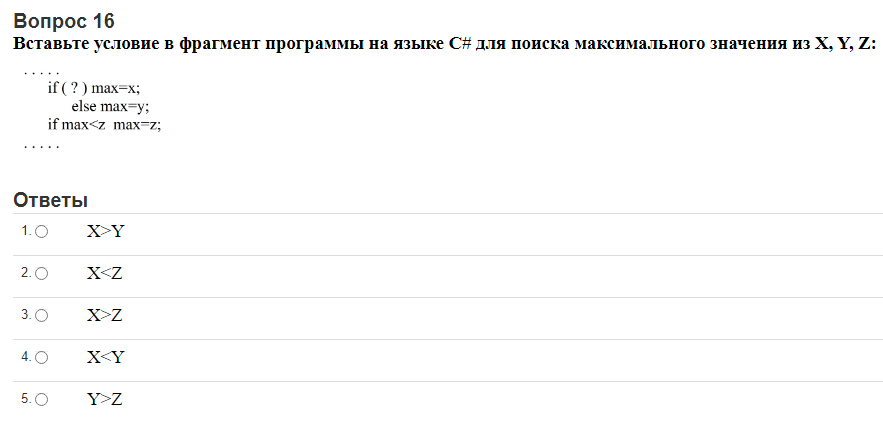 Вопрос 16
Вставьте условие в фрагмент программы на языке C# для поиска максимального значения из X, Y, Z:
. . . . .
if ( ? ) max=x;
else max=y;
if max<z max=z;
. . . . .
Ответы
1. X>Y
2. X<Z
3. X>Z
4. X<Y
5. Y>Z